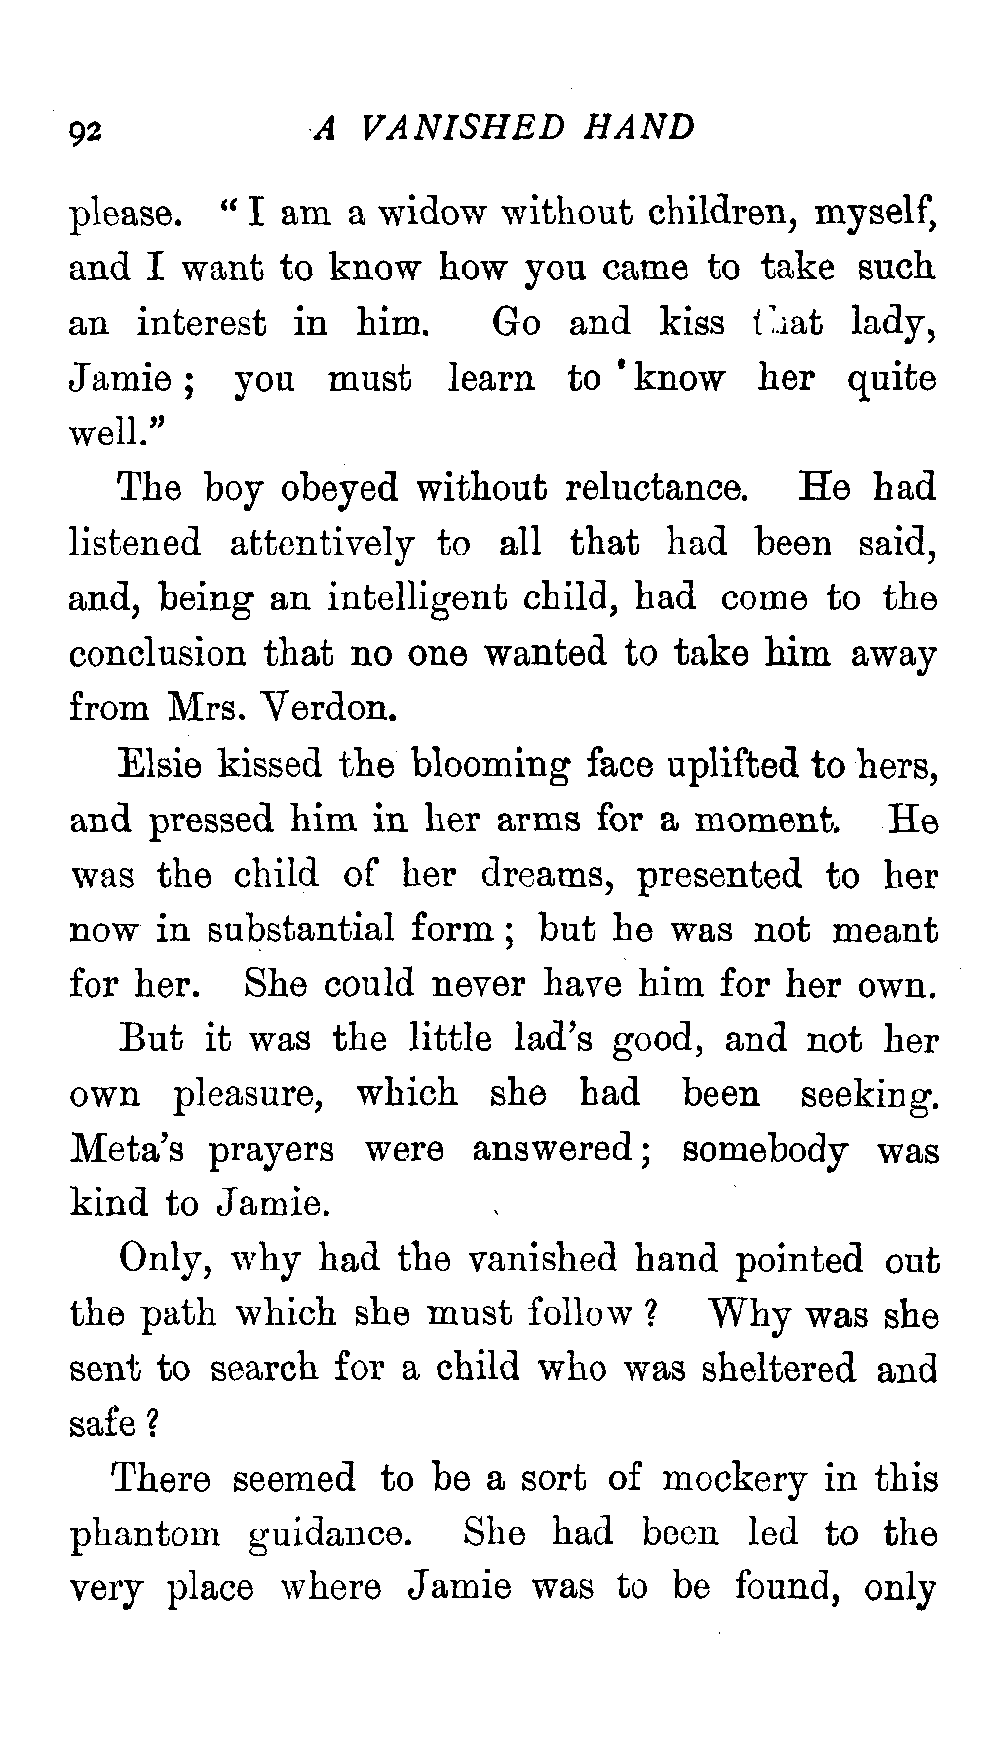 92 A VANISHED HAND
please. “ I am a widow without children, myself,
and I want to know how you came to take such
an interest in him. Go and kiss that lady,
Jamie ; you must learn to know her quite
well.”
The boy obeyed without reluctance. He had
listened attentively to all that had been said,
and, being an intelligent child, had come to the
conclusion that no one wanted to take him away
from Mrs. Verdon.
Elsie kissed the blooming face uplifted to hers,
and pressed him in her arms for a moment. He
was the child of her dreams, presented to her
now in substantial form ; but he was not meant
for her. She could never have him for her own.
But it was the little lad’s good, and not her
own pleasure, which she had been seeking.
Meta’s prayers were answered ; somebody was
kind to Jamie.
Only, why had the vanished hand pointed out
the path which she must follow ? Why was she
sent to search for a child who was sheltered and
safe ?
There seemed to be a sort of mockery in this
phantom guidance. She had been led to the
very place where Jamie was to be found, only